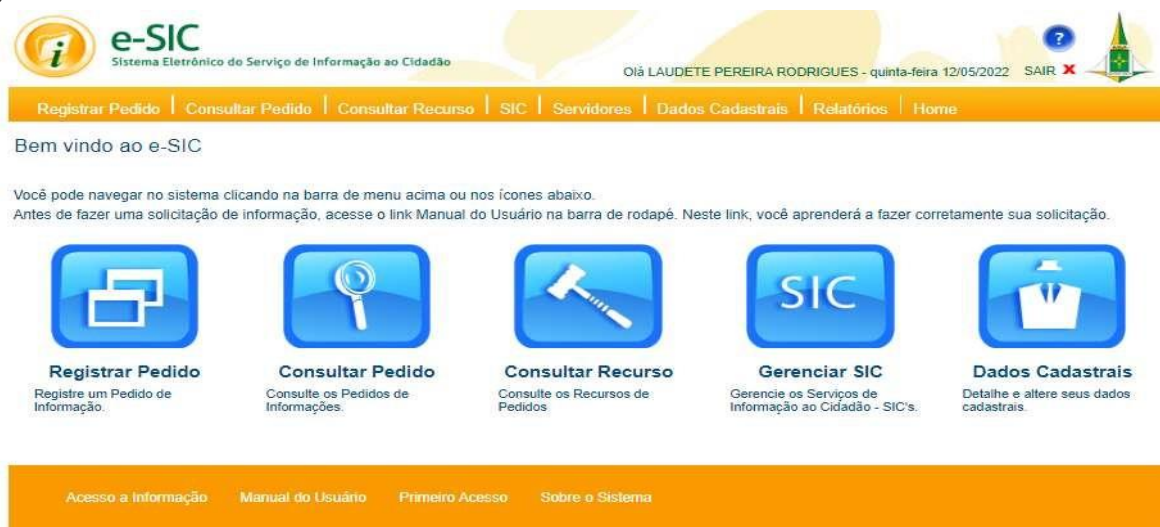 i
e-SIC
Sistema Eletrônico do Serviço de Informação ao Cidadão
?
Olá LAUDETE PEREIRA RODRIGUES - quinta-feira 12/05/2022 SAIR X
Registrar Pedido | Consultar Pedido | Consultar Recurso | SIC | Servidores | Dados Cadastrais | Relatórios | Home
Bem vindo ao e-SIC
Você pode navegar no sistema clicando na barra de menu acima ou nos ícones abaixo.
Antes de fazer uma solicitação de informação, acesse o link Manual do Usuário na barra de rodapé. Neste link, você aprenderá a fazer corretamente sua solicitação.
SIC
Registrar Pedido
Registre um Pedido de
Informação.
Consultar Pedido
Consulte os Pedidos de
Informações.
Consultar Recurso
Consulte os Recursos de
Pedidos
Gerenciar SIC
Gerencie os Serviços de
Informação ao Cidadão - SIC's.
Dados Cadastrais
Detalhe e altere seus dados
cadastrais.
Acesso a Informação Manual do Usuário Primeiro Acesso Sobre o Sistema